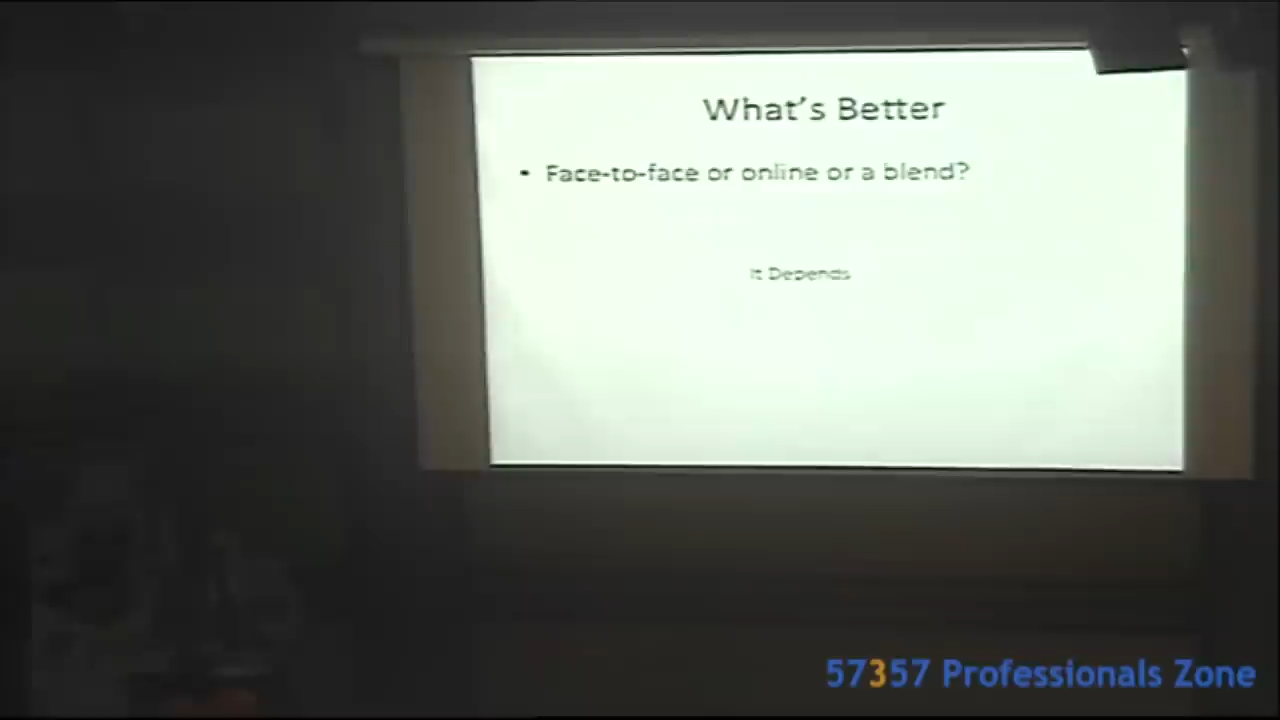 What's Better
• Face-to-face or online or a blend?
It Depends
57357 Professionals Zone